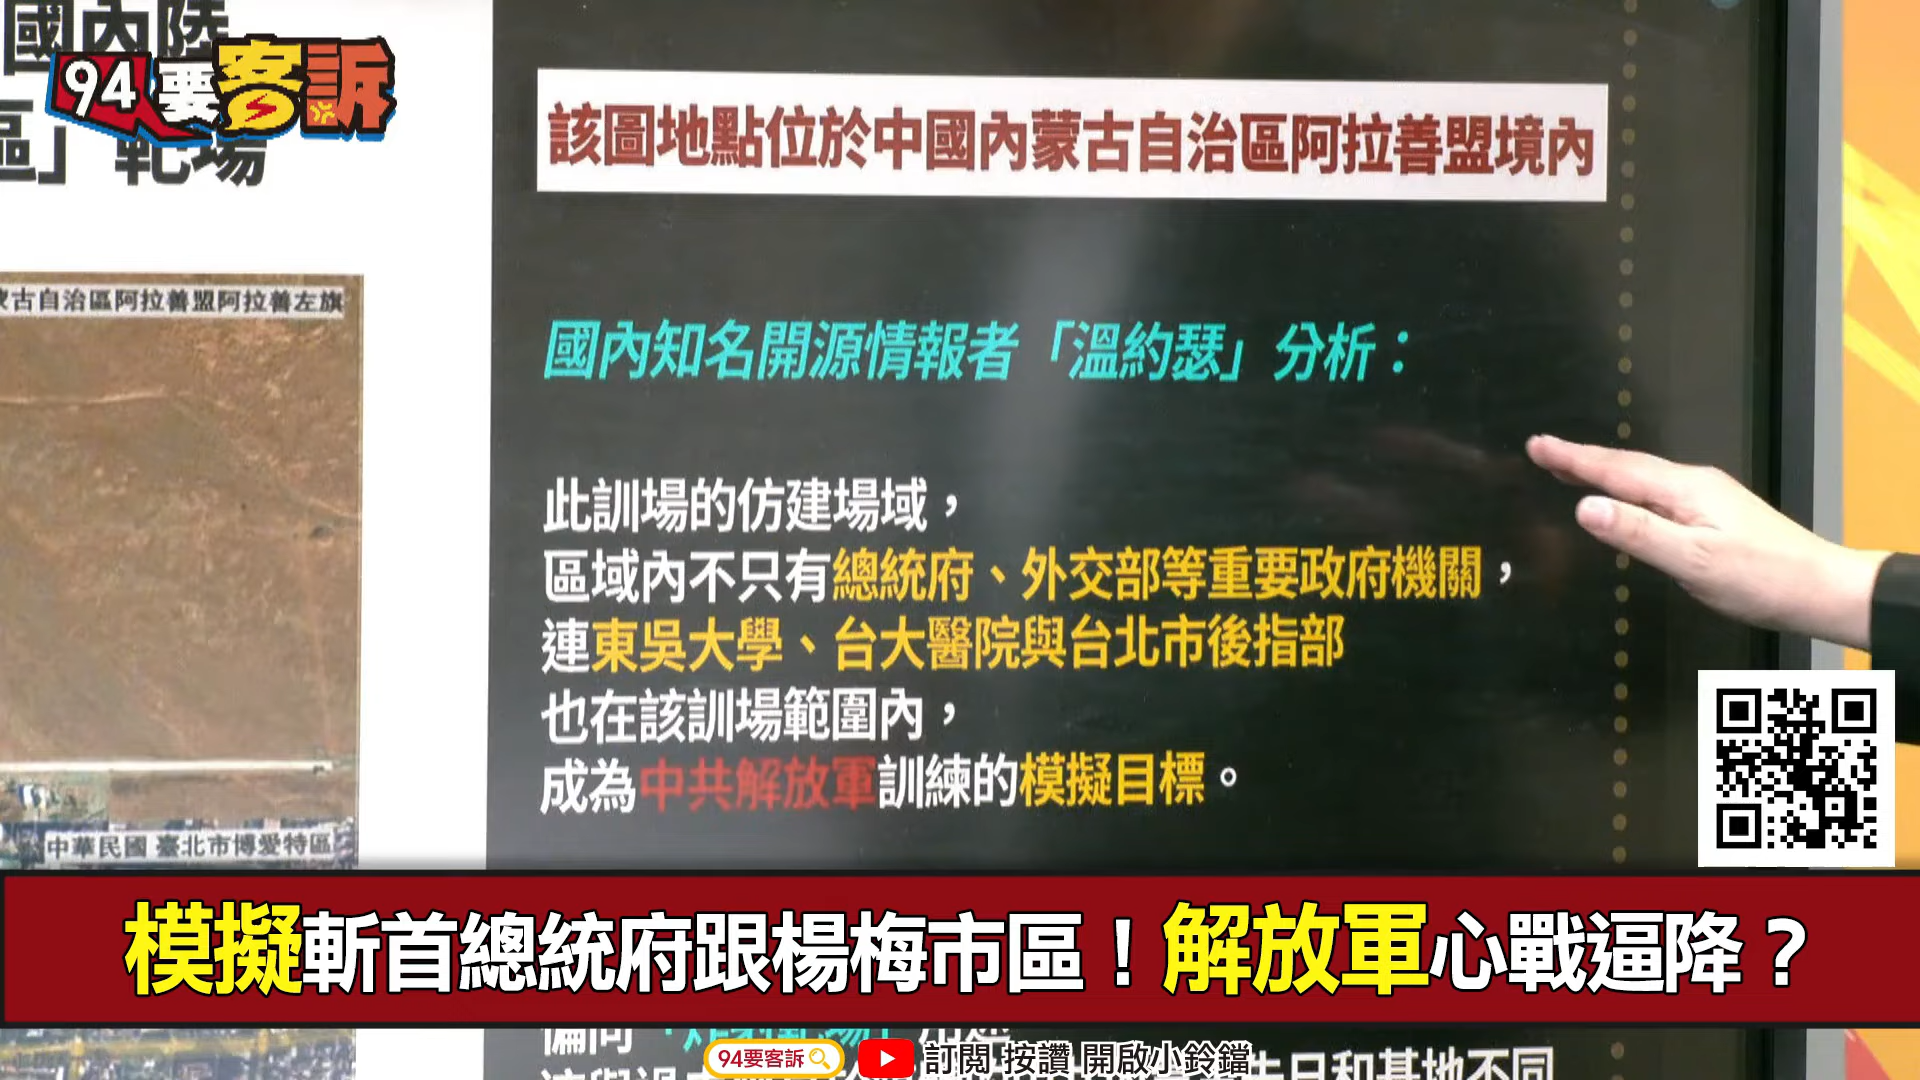 國內陸
94要客訴
區」靶場
該圖地點位於中國內蒙古自治區阿拉善盟境內
蒙古自治區阿拉善盟阿拉善左旗
國內知名開源情報者「溫約瑟」分析：
此訓場的仿建場域，
區域內不只有總統府、外交部等重要政府機關，
連東吳大學、台大醫院與台北市後指部
也在該訓場範圍內，
成為中共解放軍訓練的模擬目標。
中華民國 臺北市博愛特區
模擬斬首總統府跟楊梅市區！解放軍心戰逼降？
偏向
94要客訴
訂閱 按讚 開啟小鈴鐺
和基地不同